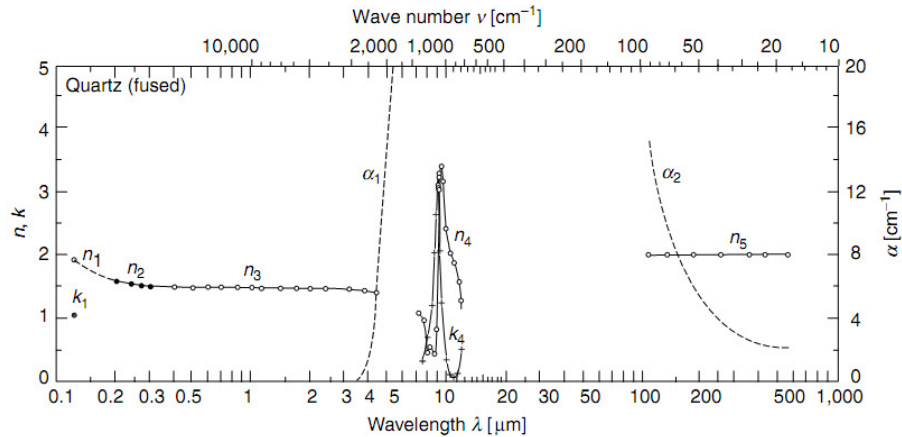 Wave number ν [cm⁻¹]
10,000 2,000 1,000 500 300 200 100 50 20 10
5 20
Quartz (fused)
4 16
α₁ α₂
3 12
n, k α [cm⁻¹]
n₁ n₂ n₃ n₄ n₅
2 8
k₁ k₄
1 4
0 0
0.1 0.2 0.3 0.5 1 2 3 4 5 10 20 30 50 100 200 500 1,000
Wavelength λ [μm]